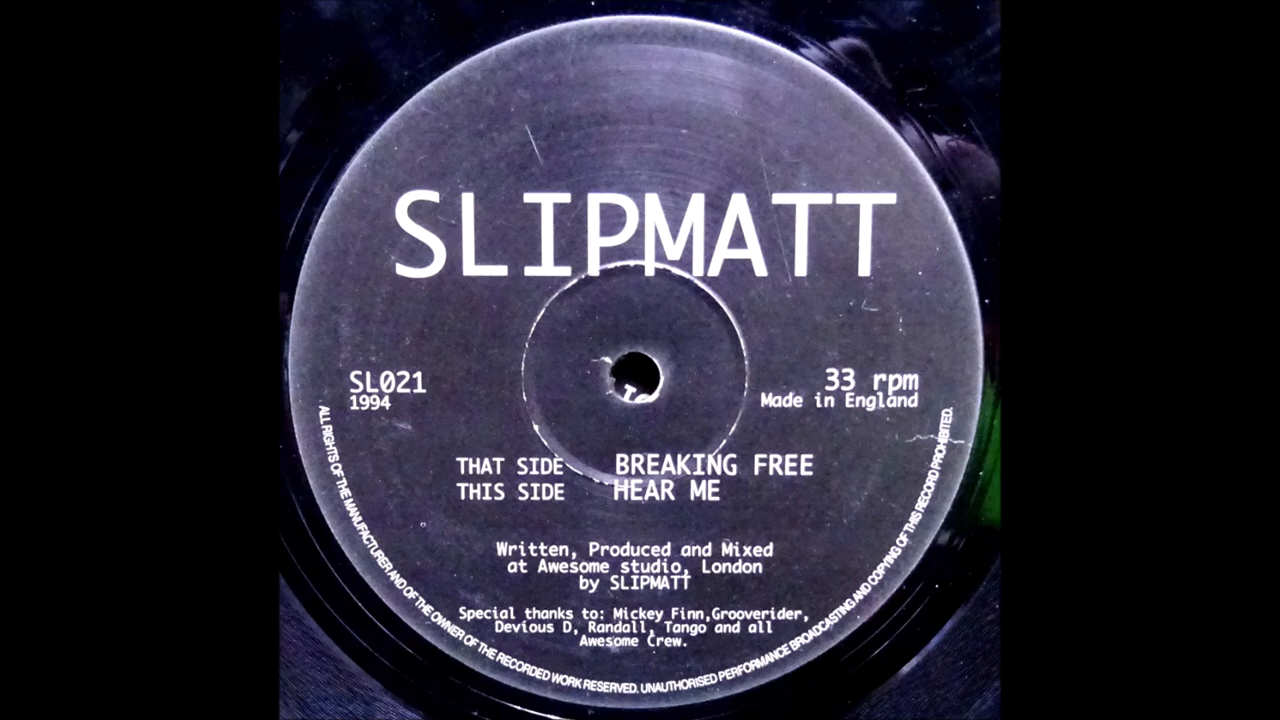 SLIPMATT
SL021
1994
33 rpm
Made in England
THAT SIDE BREAKING FREE
THIS SIDE HEAR ME
Written, Produced and Mixed
at Awesome studio, London
by SLIPMATT
Special thanks to: Mickey Finn,Grooverider,
Devious D, Randall, Tango and all
Awesome Crew.
ALL RIGHTS OF THE MANUFACTURER AND OF THE OWNER OF THE RECORDED WORK RESERVED. UNAUTHORISED PERFORMANCE BROADCASTING AND COPYING OF THIS RECORD PROHIBITED.